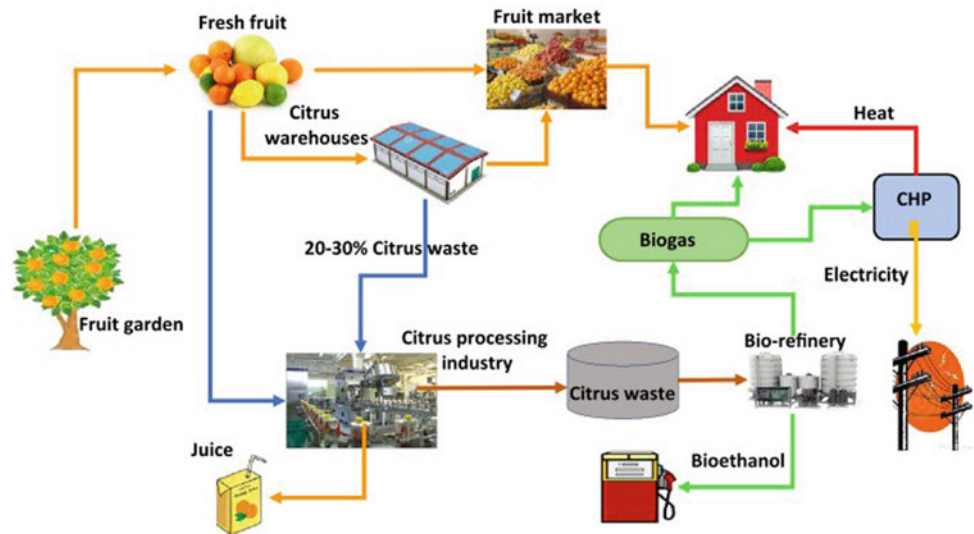 Fresh fruit
Fruit market
Citrus
warehouses
Heat
CHP
20-30% Citrus waste
Biogas
Electricity
Fruit garden
Citrus processing
industry
Bio-refinery
Citrus waste
Juice
Bioethanol